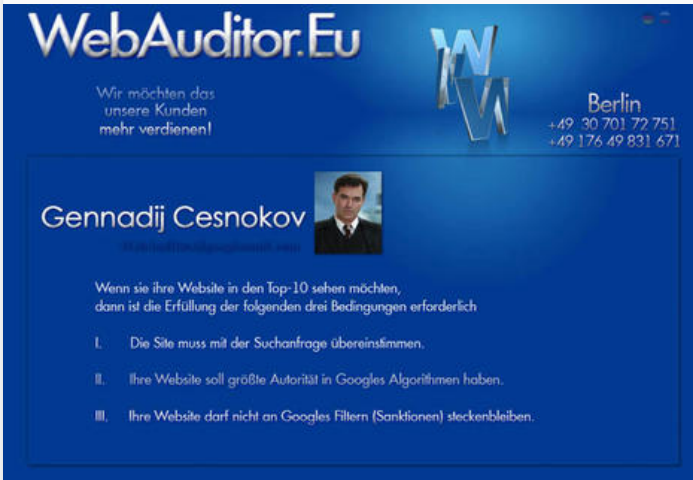 WebAuditor.Eu
Wir möchten das
unsere Kunden
mehr verdienen!
Berlin
+49 30 701 72 751
+49 176 49 831 671
Gennadij Cesnokov
Wenn sie ihre Website in den Top-10 sehen möchten,
dann ist die Erfüllung der folgenden drei Bedingungen erforderlich
I. Die Site muss mit der Suchanfrage übereinstimmen.
II. Ihre Website soll größte Autorität in Googles Algorithmen haben.
III. Ihre Website darf nicht an Googles Filtern (Sanktionen) steckenbleiben.